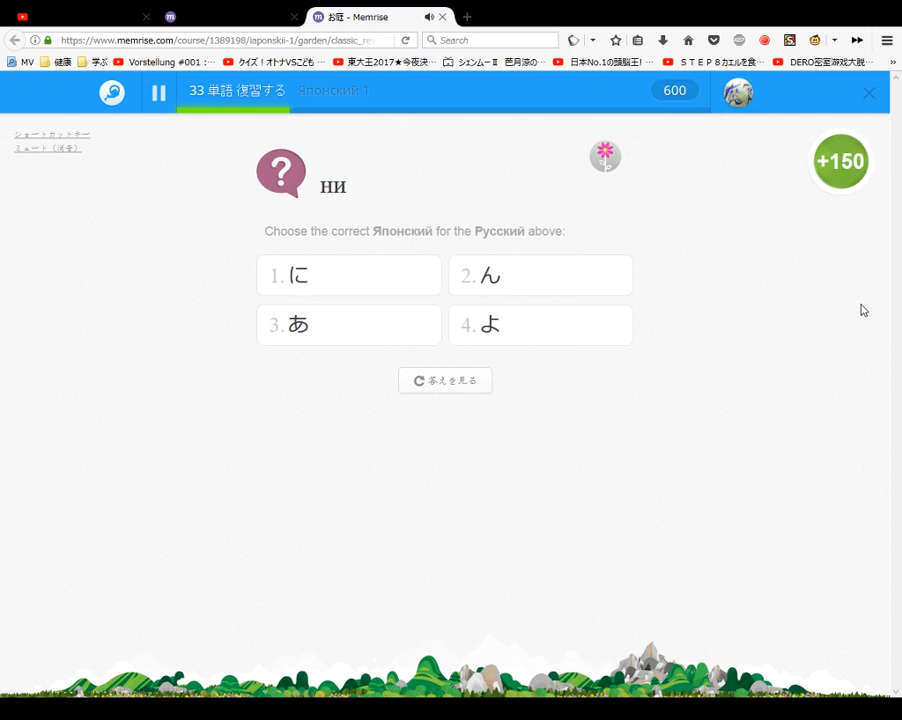 お庭 - Memrise
https://www.memrise.com/course/1389198/iaponskii-1/garden/classic_re
Search
MV
健康
学ぶ
Vorstellung #001 : ···
クイズ！オトナVSこども ···
東大王2017★今夜決···
シェンムーⅡ 芭月涼の···
日本No.1の頭脳王! ···
ＳＴＥＰ８カエルを食···
DERO密室游戏大脱···
33 単語 復習する
Японский 1
600
ショートカットキー
ミュート（消音）
+150
?
ни
Choose the correct Японский for the Русский above:
1. に
2. ん
3. あ
4. よ
答えを見る